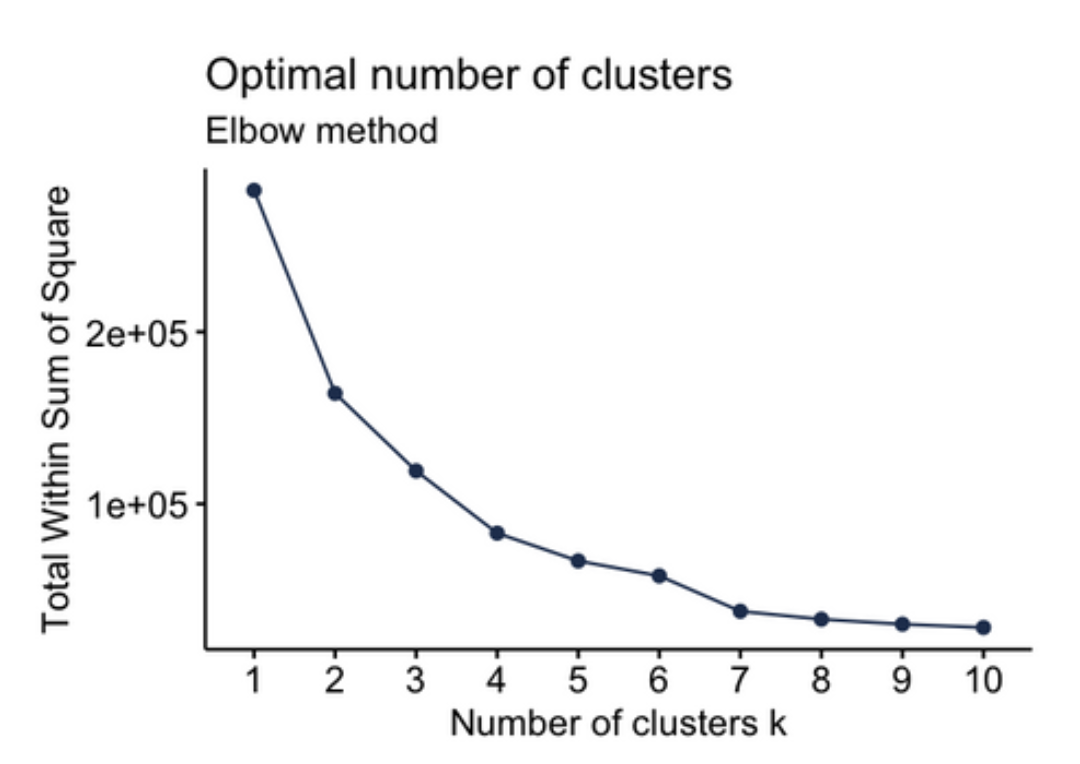 Optimal number of clusters
Elbow method
Total Within Sum of Square
2e+05
1e+05
1 2 3 4 5 6 7 8 9 10
Number of clusters k